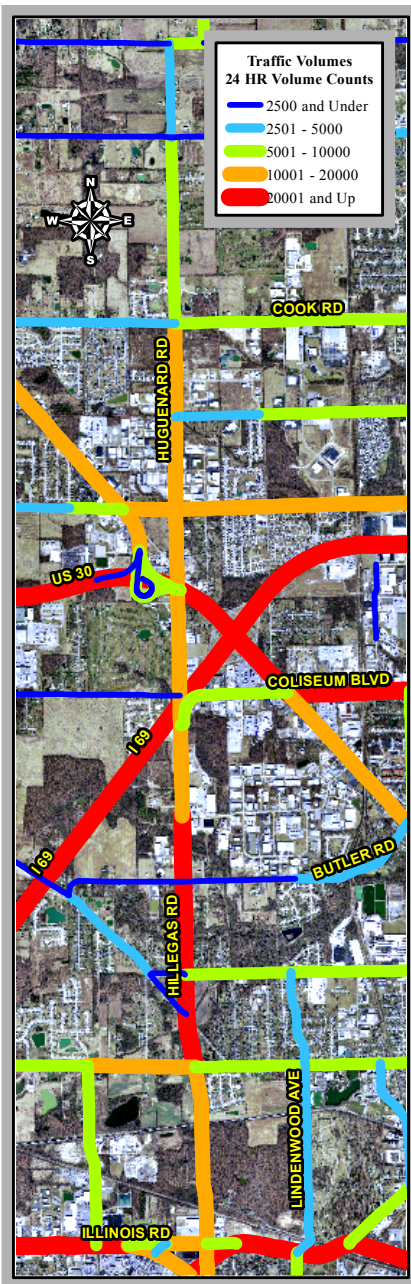 Traffic Volumes
24 HR Volume Counts
2500 and Under
2501 - 5000
5001 - 10000
10001 - 20000
20001 and Up
N
W E
S
COOK RD
HUGUENARD RD
US 30
COLISEUM BLVD
I 69
I 69
BUTLER RD
HILLEGAS RD
LINDENWOOD AVE
ILLINOIS RD